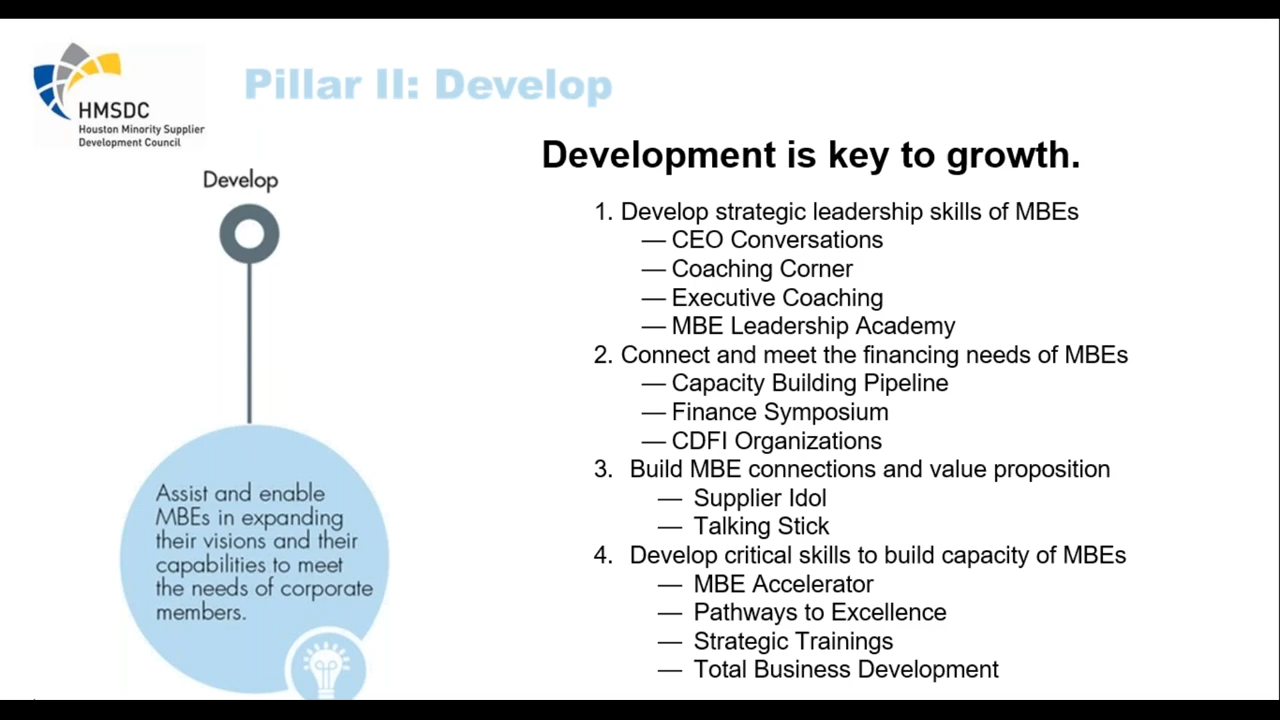 HMSDC
Houston Minority Supplier
Development Council
Pillar II: Develop
Develop
Assist and enable
MBEs in expanding
their visions and their
capabilities to meet
the needs of corporate
members.
Development is key to growth.
1. Develop strategic leadership skills of MBEs
— CEO Conversations
— Coaching Corner
— Executive Coaching
— MBE Leadership Academy
2. Connect and meet the financing needs of MBEs
— Capacity Building Pipeline
— Finance Symposium
— CDFI Organizations
3. Build MBE connections and value proposition
— Supplier Idol
— Talking Stick
4. Develop critical skills to build capacity of MBEs
— MBE Accelerator
— Pathways to Excellence
— Strategic Trainings
— Total Business Development